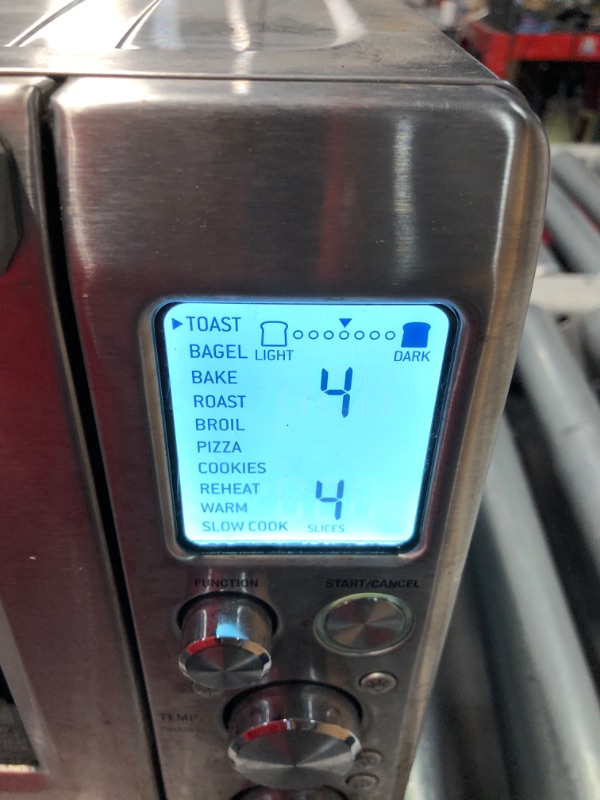 TOAST
LIGHT DARK
BAGEL
BAKE
4
ROAST
BROIL
PIZZA
COOKIES
REHEAT
4
WARM
SLOW COOK SLICES
FUNCTION START/CANCEL
TEMP